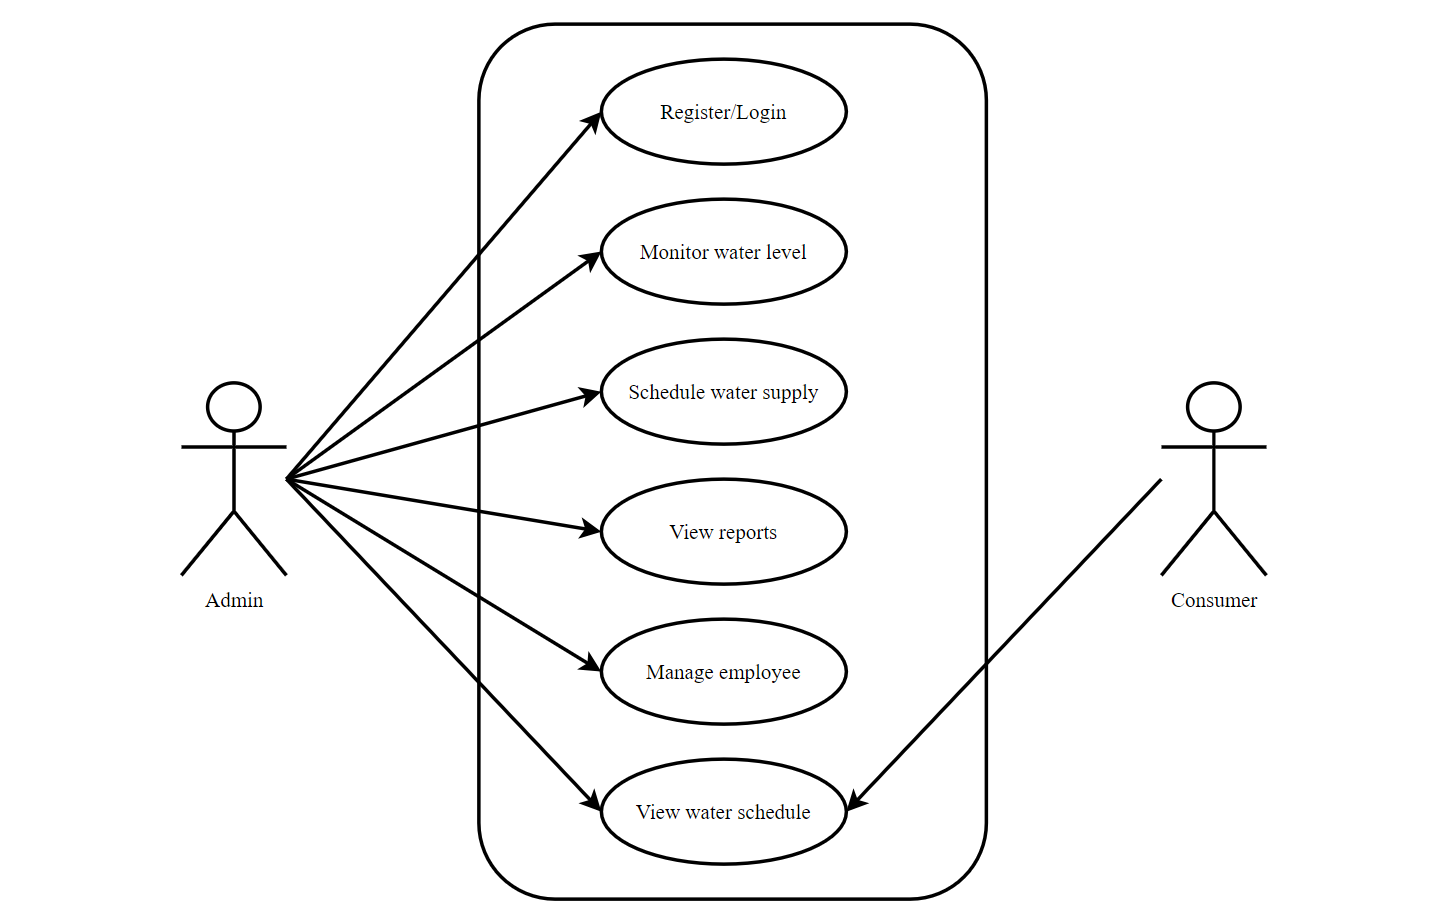 Register/Login
Monitor water level
Schedule water supply
View reports
Admin
Consumer
Manage employee
View water schedule